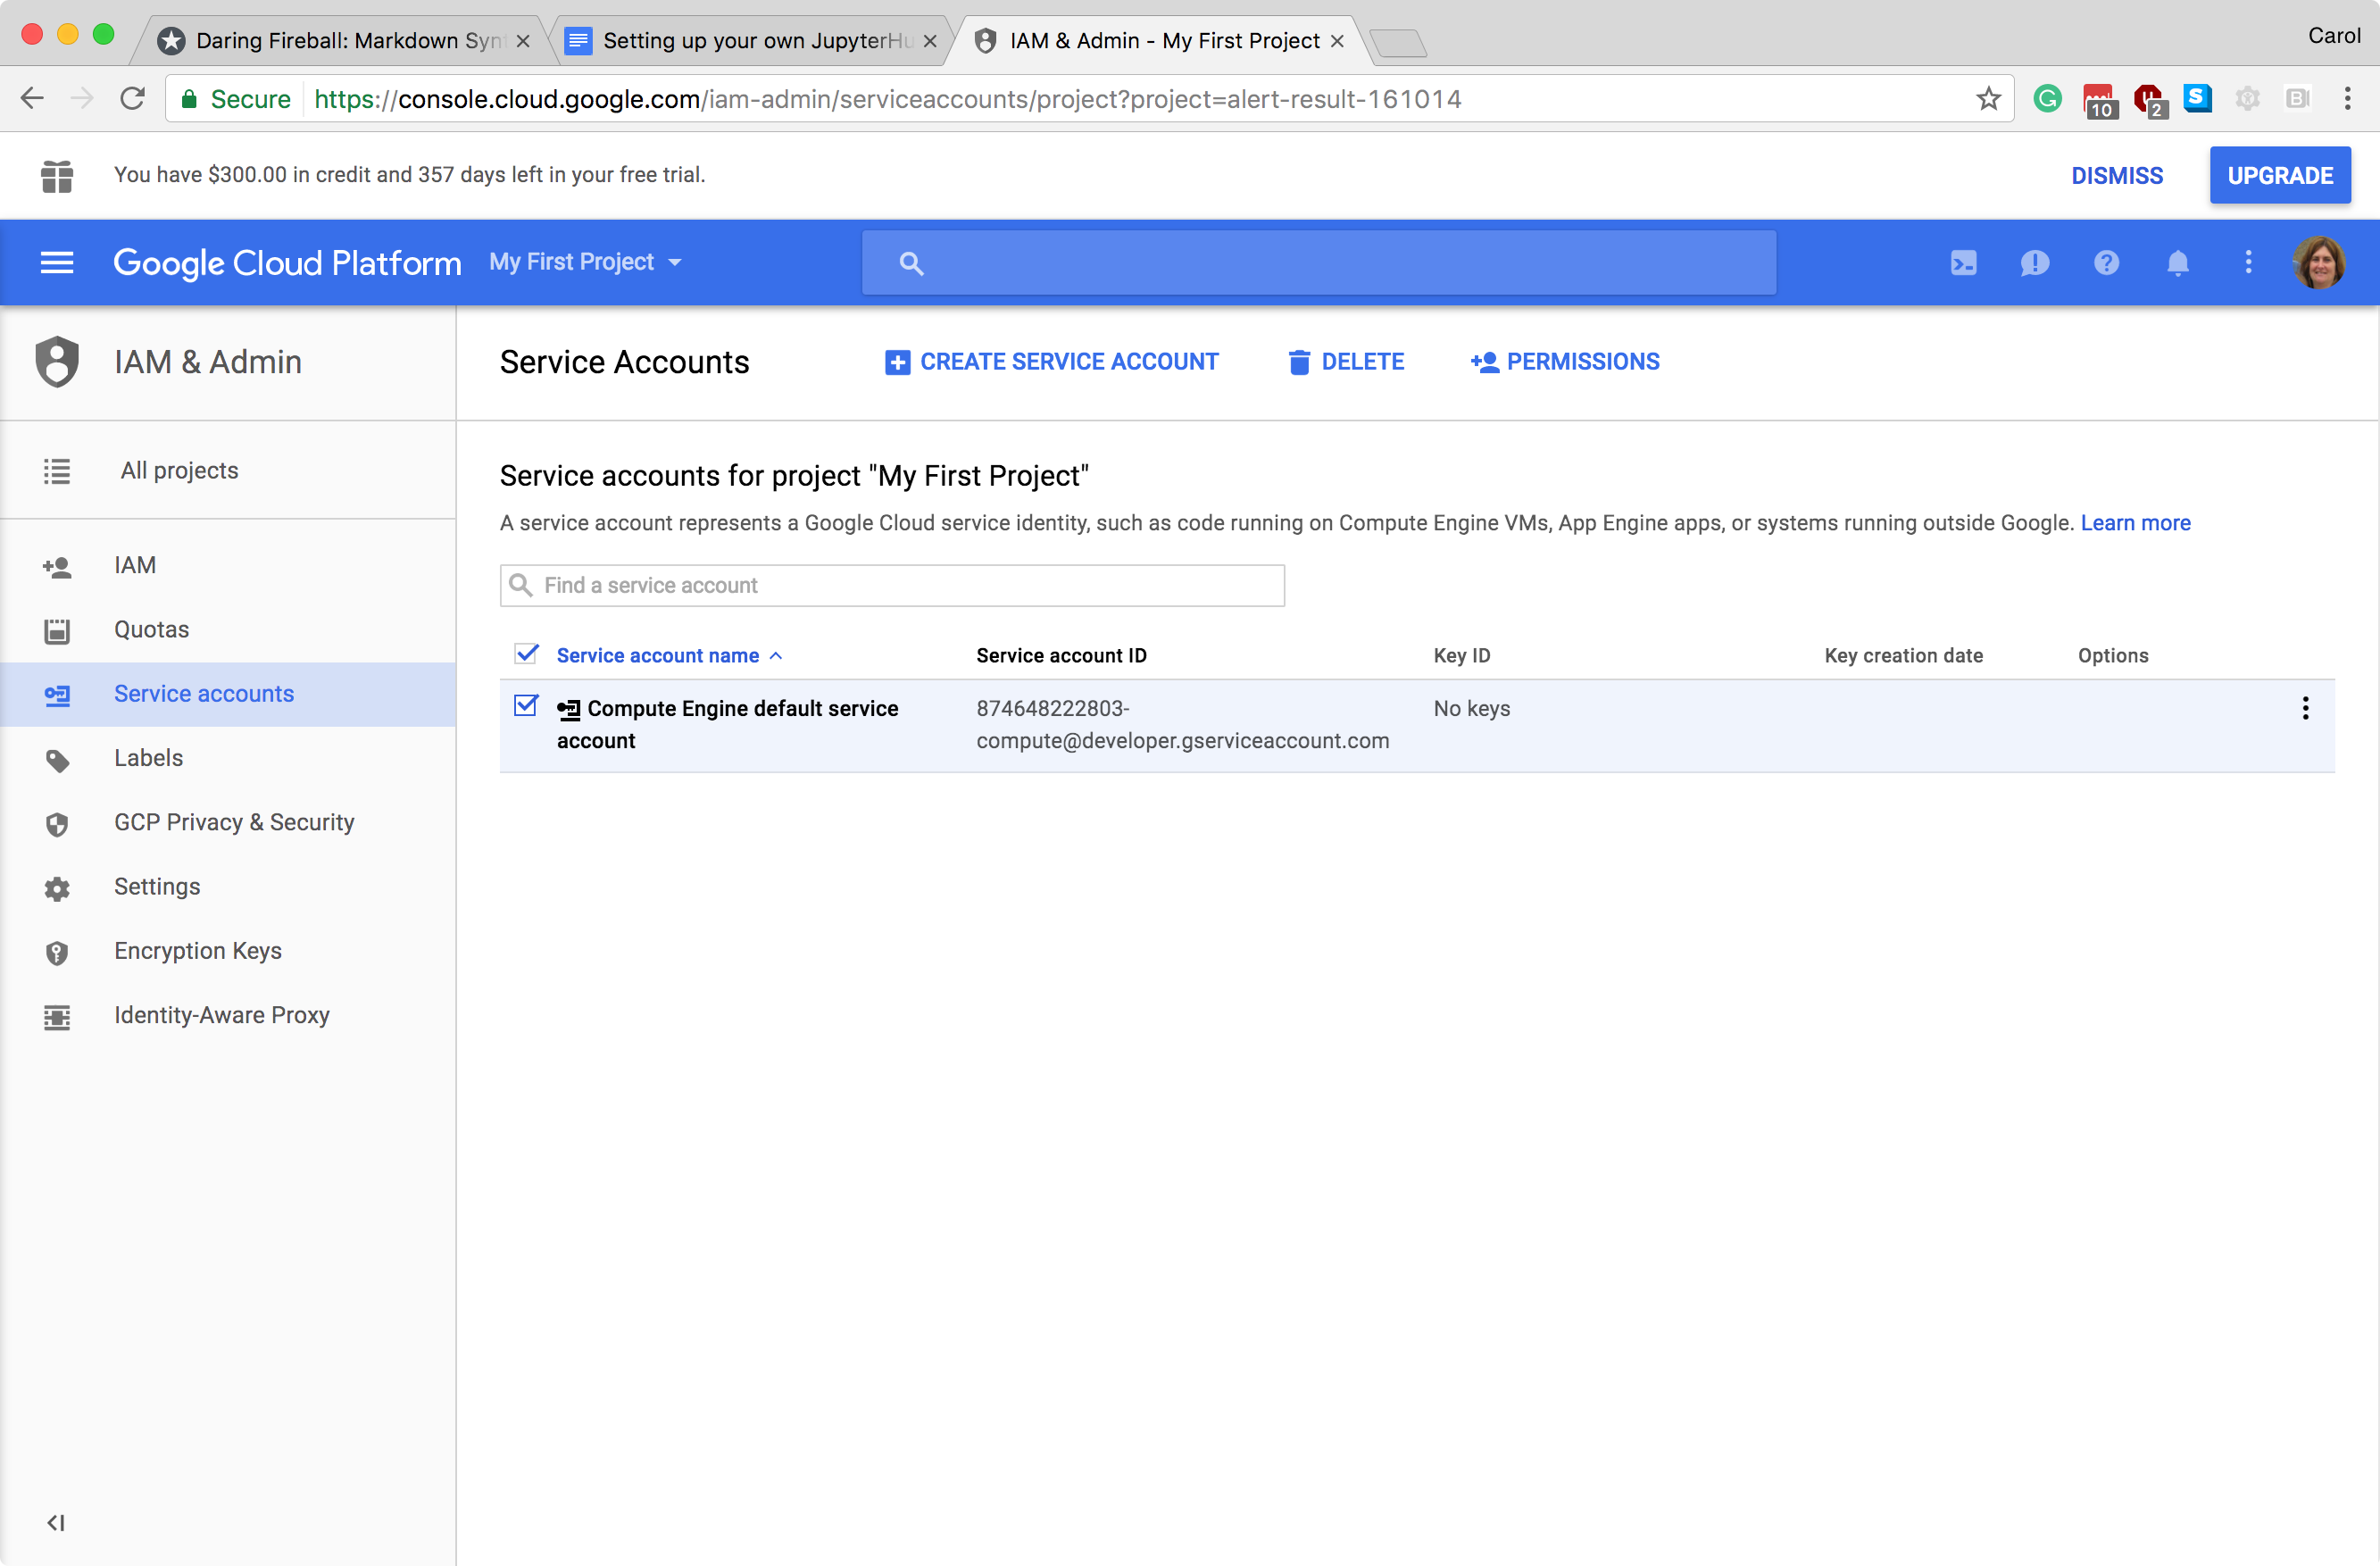 Daring Fireball: Markdown Syn
Setting up your own JupyterHu
IAM & Admin - My First Project
Carol
Secure
https://console.cloud.google.com/iam-admin/serviceaccounts/project?project=alert-result-161014
10
2
S
B
You have $300.00 in credit and 357 days left in your free trial.
DISMISS
UPGRADE
Google Cloud Platform
My First Project
IAM & Admin
Service Accounts
CREATE SERVICE ACCOUNT
DELETE
PERMISSIONS
All projects
IAM
Quotas
Service accounts
Labels
GCP Privacy & Security
Settings
Encryption Keys
Identity-Aware Proxy
Service accounts for project "My First Project"
A service account represents a Google Cloud service identity, such as code running on Compute Engine VMs, App Engine apps, or systems running outside Google. Learn more
Find a service account
Service account name
Service account ID
Key ID
Key creation date
Options
Compute Engine default service
account
874648222803-
compute@developer.gserviceaccount.com
No keys